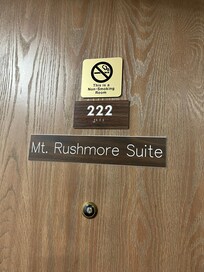 This is a
Non-Smoking
Room
222
Mt. Rushmore Suite